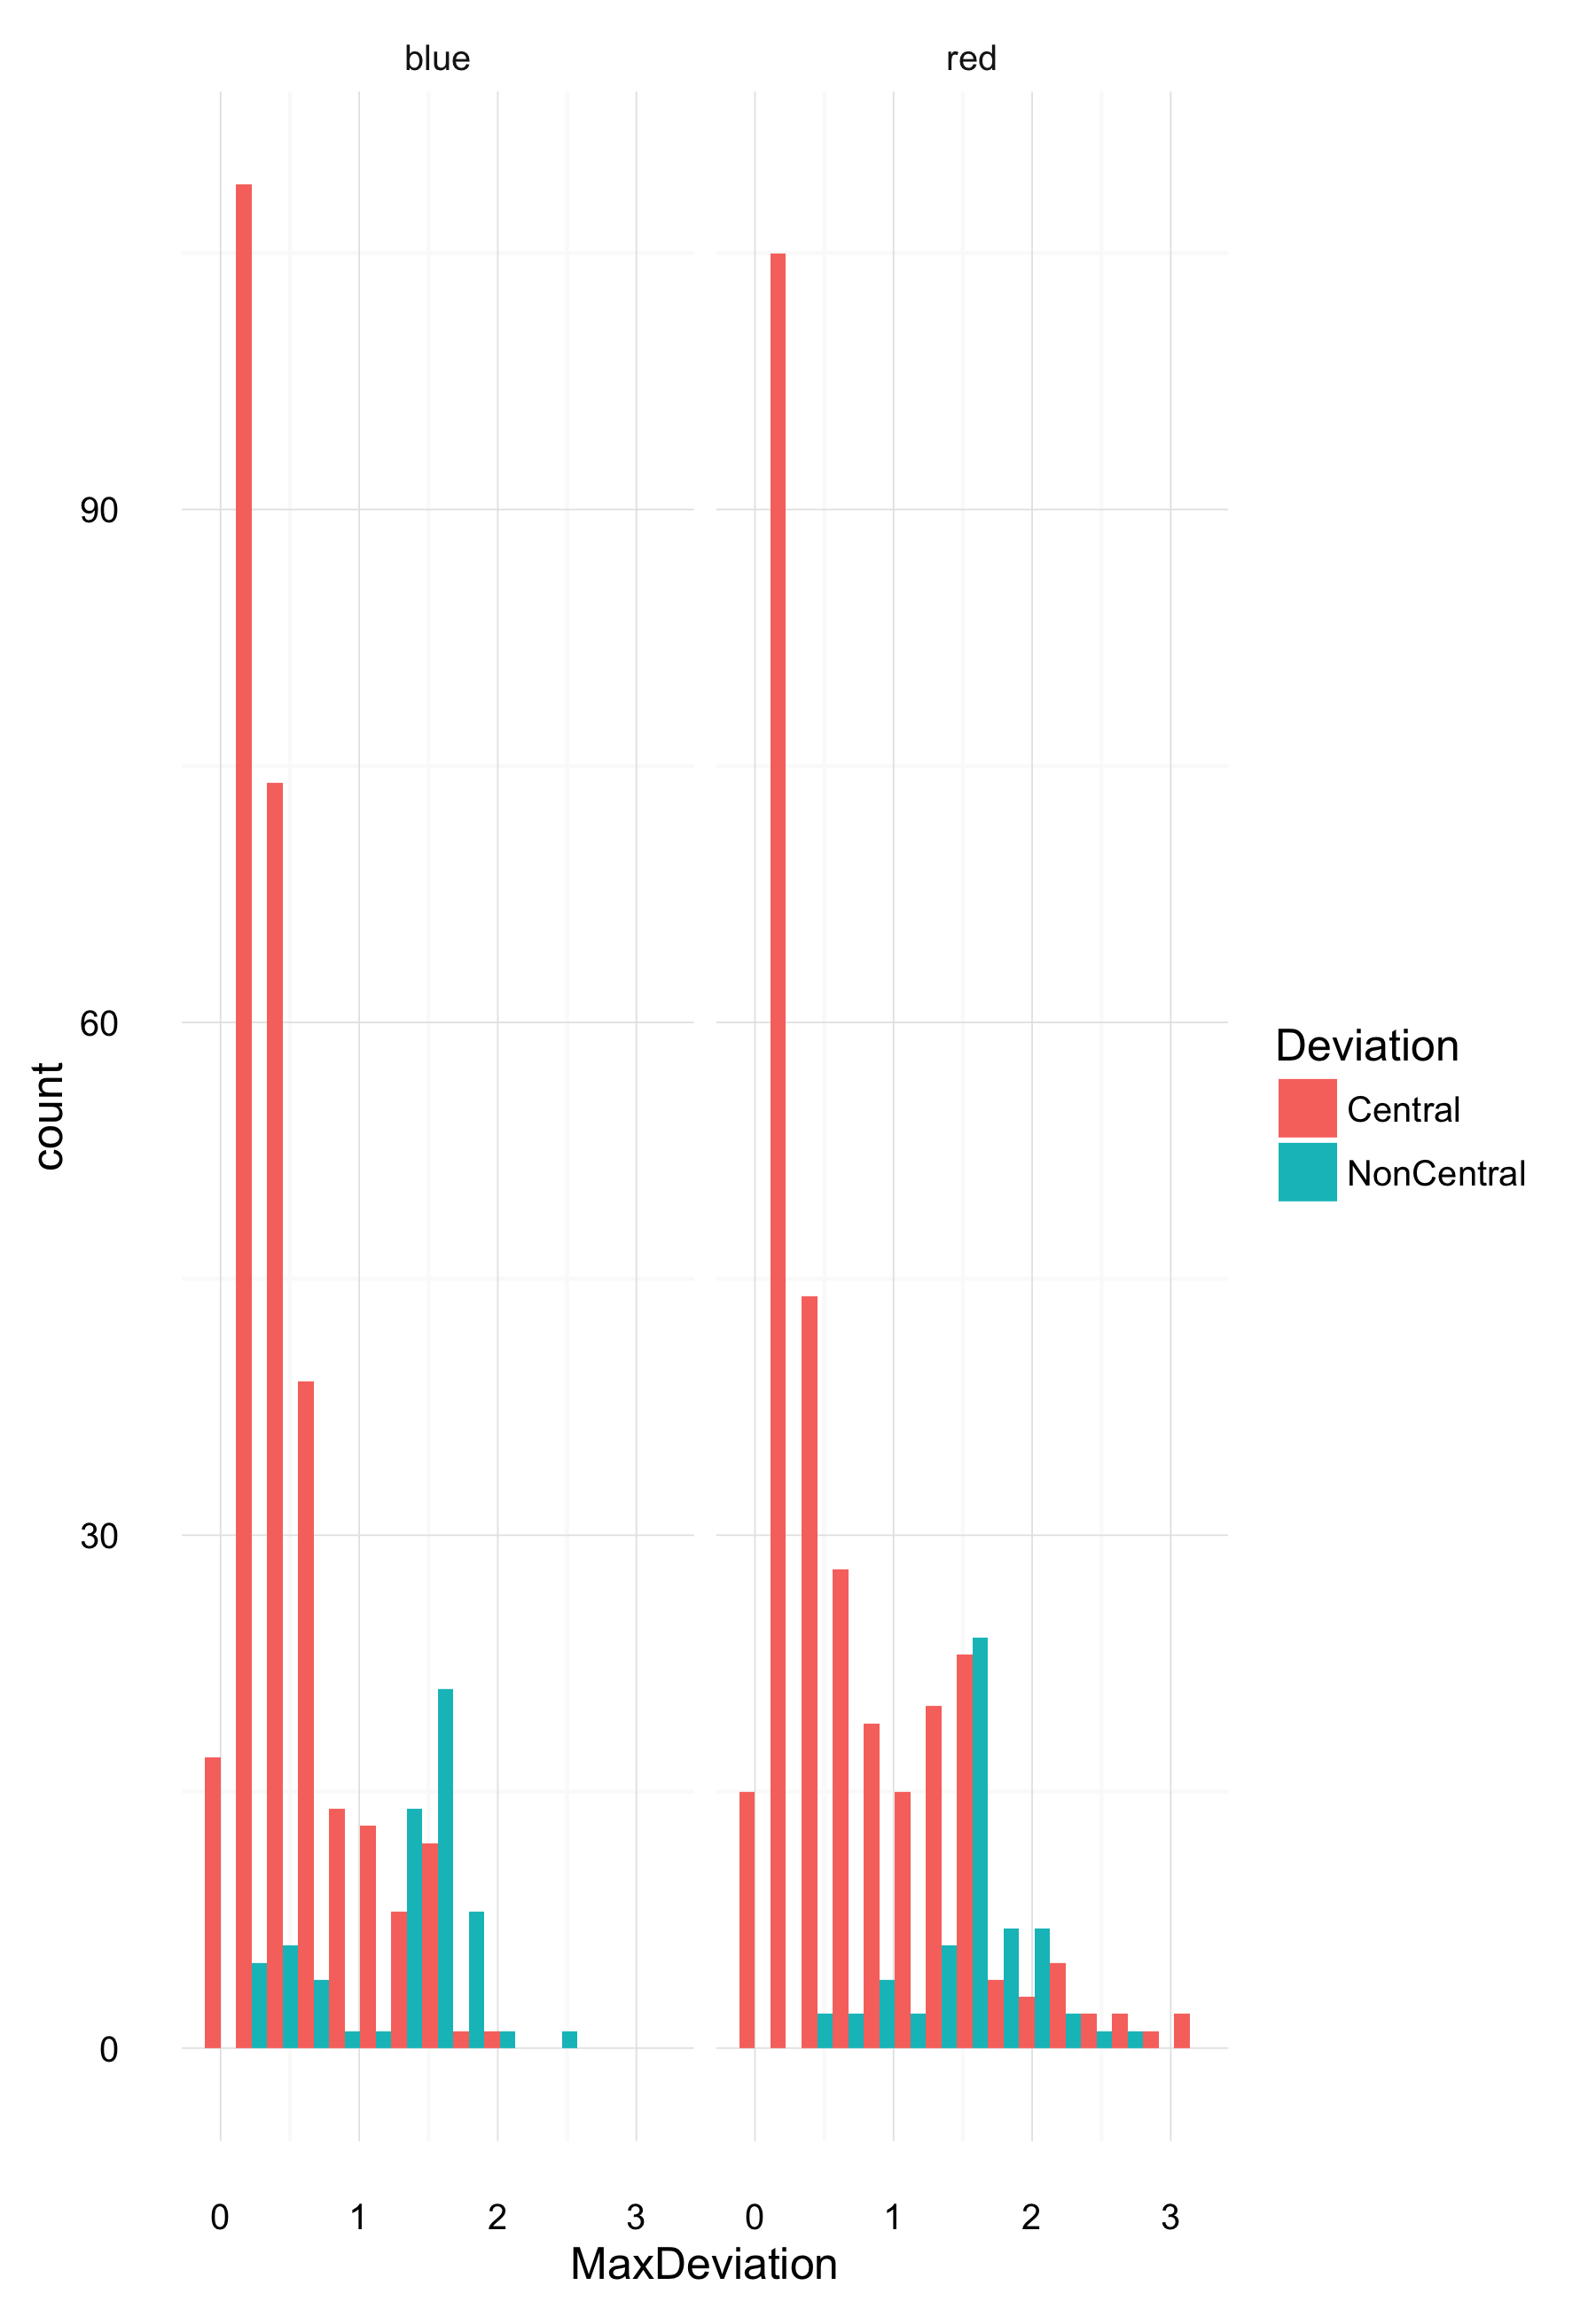 blue
red
90
60
30
0
count
0 1 2 3
0 1 2 3
MaxDeviation
Deviation
Central
NonCentral